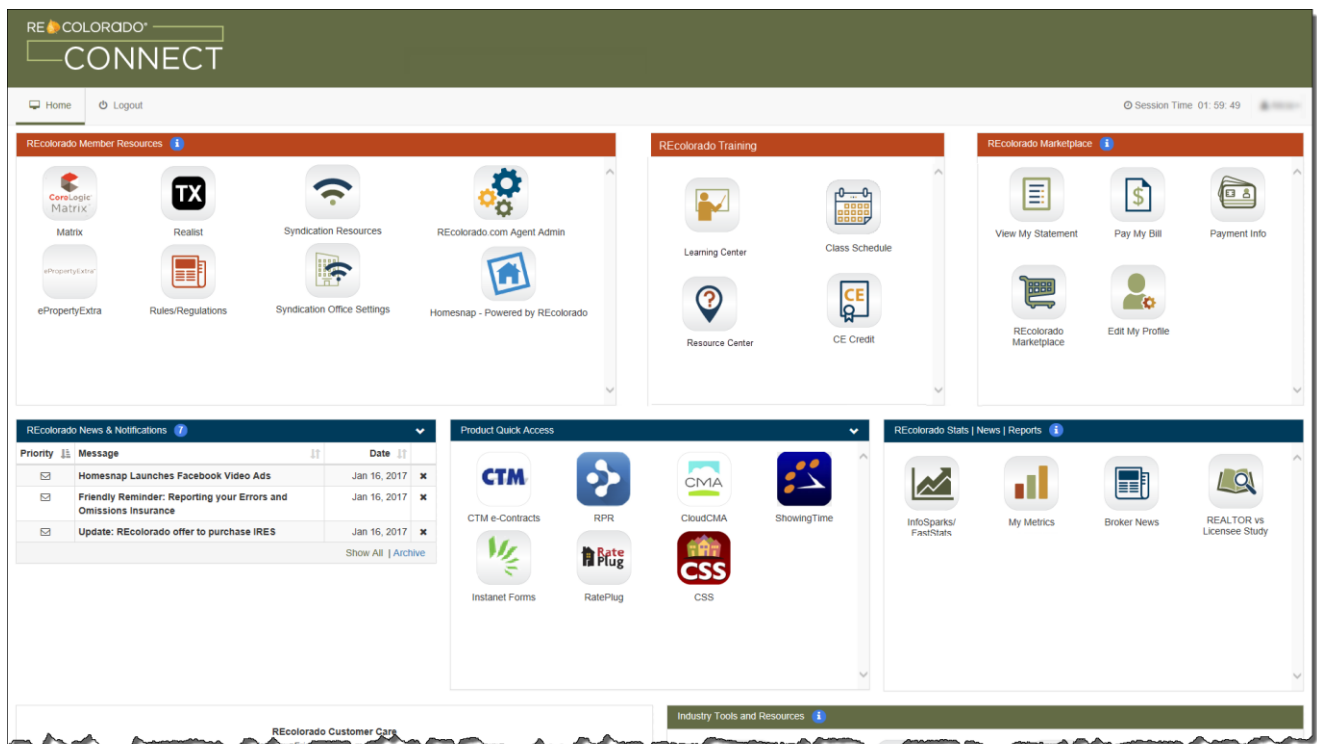 RE COLORADO®
CONNECT
Home
Logout
Session Time 01: 59: 49
REcolorado Member Resources i
CoreLogic
Matrix
Matrix
TX
Realist
Syndication Resources
REcolorado.com Agent Admin
ePropertyExtra
ePropertyExtra
Rules/Regulations
Syndication Office Settings
Homesnap - Powered by REcolorado
REcolorado Training
Learning Center
Class Schedule
?
Resource Center
CE
CE Credit
REcolorado Marketplace i
View My Statement
$
Pay My Bill
Payment Info
REcolorado
Marketplace
Edit My Profile
REcolorado News & Notifications 7
Priority Message Date
Homesnap Launches Facebook Video Ads Jan 16, 2017 x
Friendly Reminder: Reporting your Errors and Jan 16, 2017 x
Omissions Insurance
Update: REcolorado offer to purchase IRES Jan 16, 2017 x
Show All | Archive
Product Quick Access
CTM
CTM e-Contracts
RPR
CMA
CloudCMA
ShowingTime
Instanet Forms
Rate
Plug
RatePlug
CSS
CSS
REcolorado Stats | News | Reports i
InfoSparks/
FastStats
My Metrics
Broker News
REALTOR vs
Licensee Study
REcolorado Customer Care
Industry Tools and Resources i